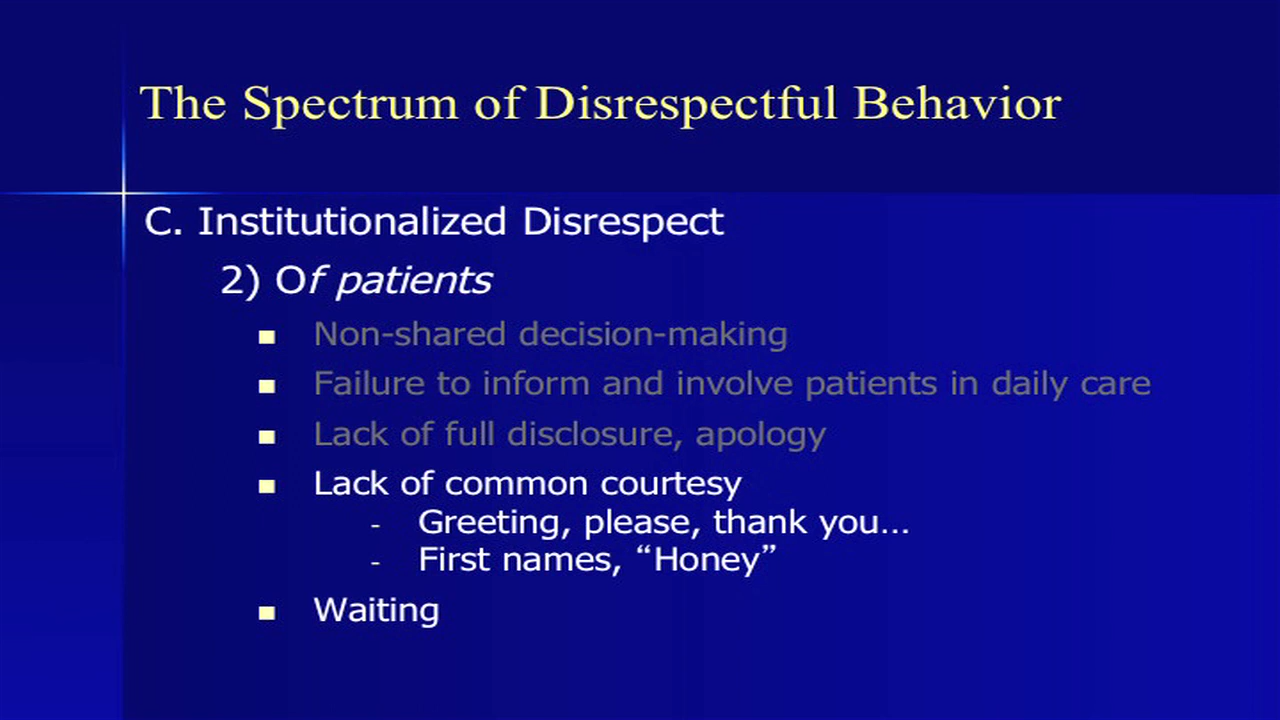 The Spectrum of Disrespectful Behavior
C. Institutionalized Disrespect
2) Of patients
Non-shared decision-making
Failure to inform and involve patients in daily care
Lack of full disclosure, apology
Lack of common courtesy
- Greeting, please, thank you...
- First names, “Honey”
Waiting